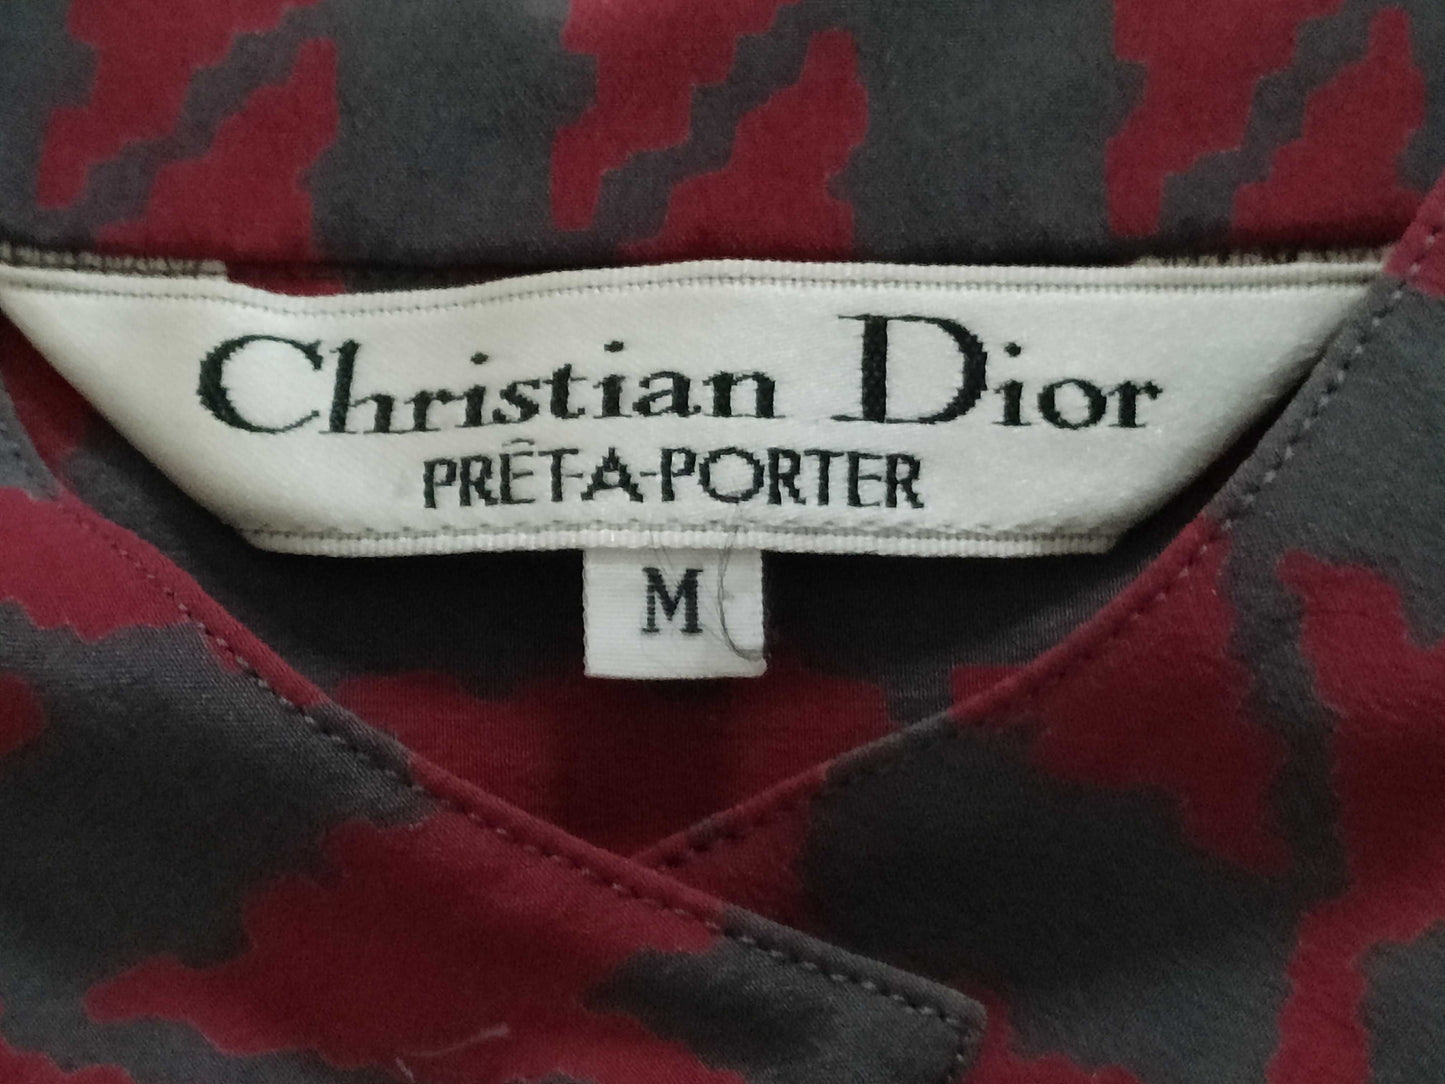 Christian Dior
PRÊT-A-PORTER
M